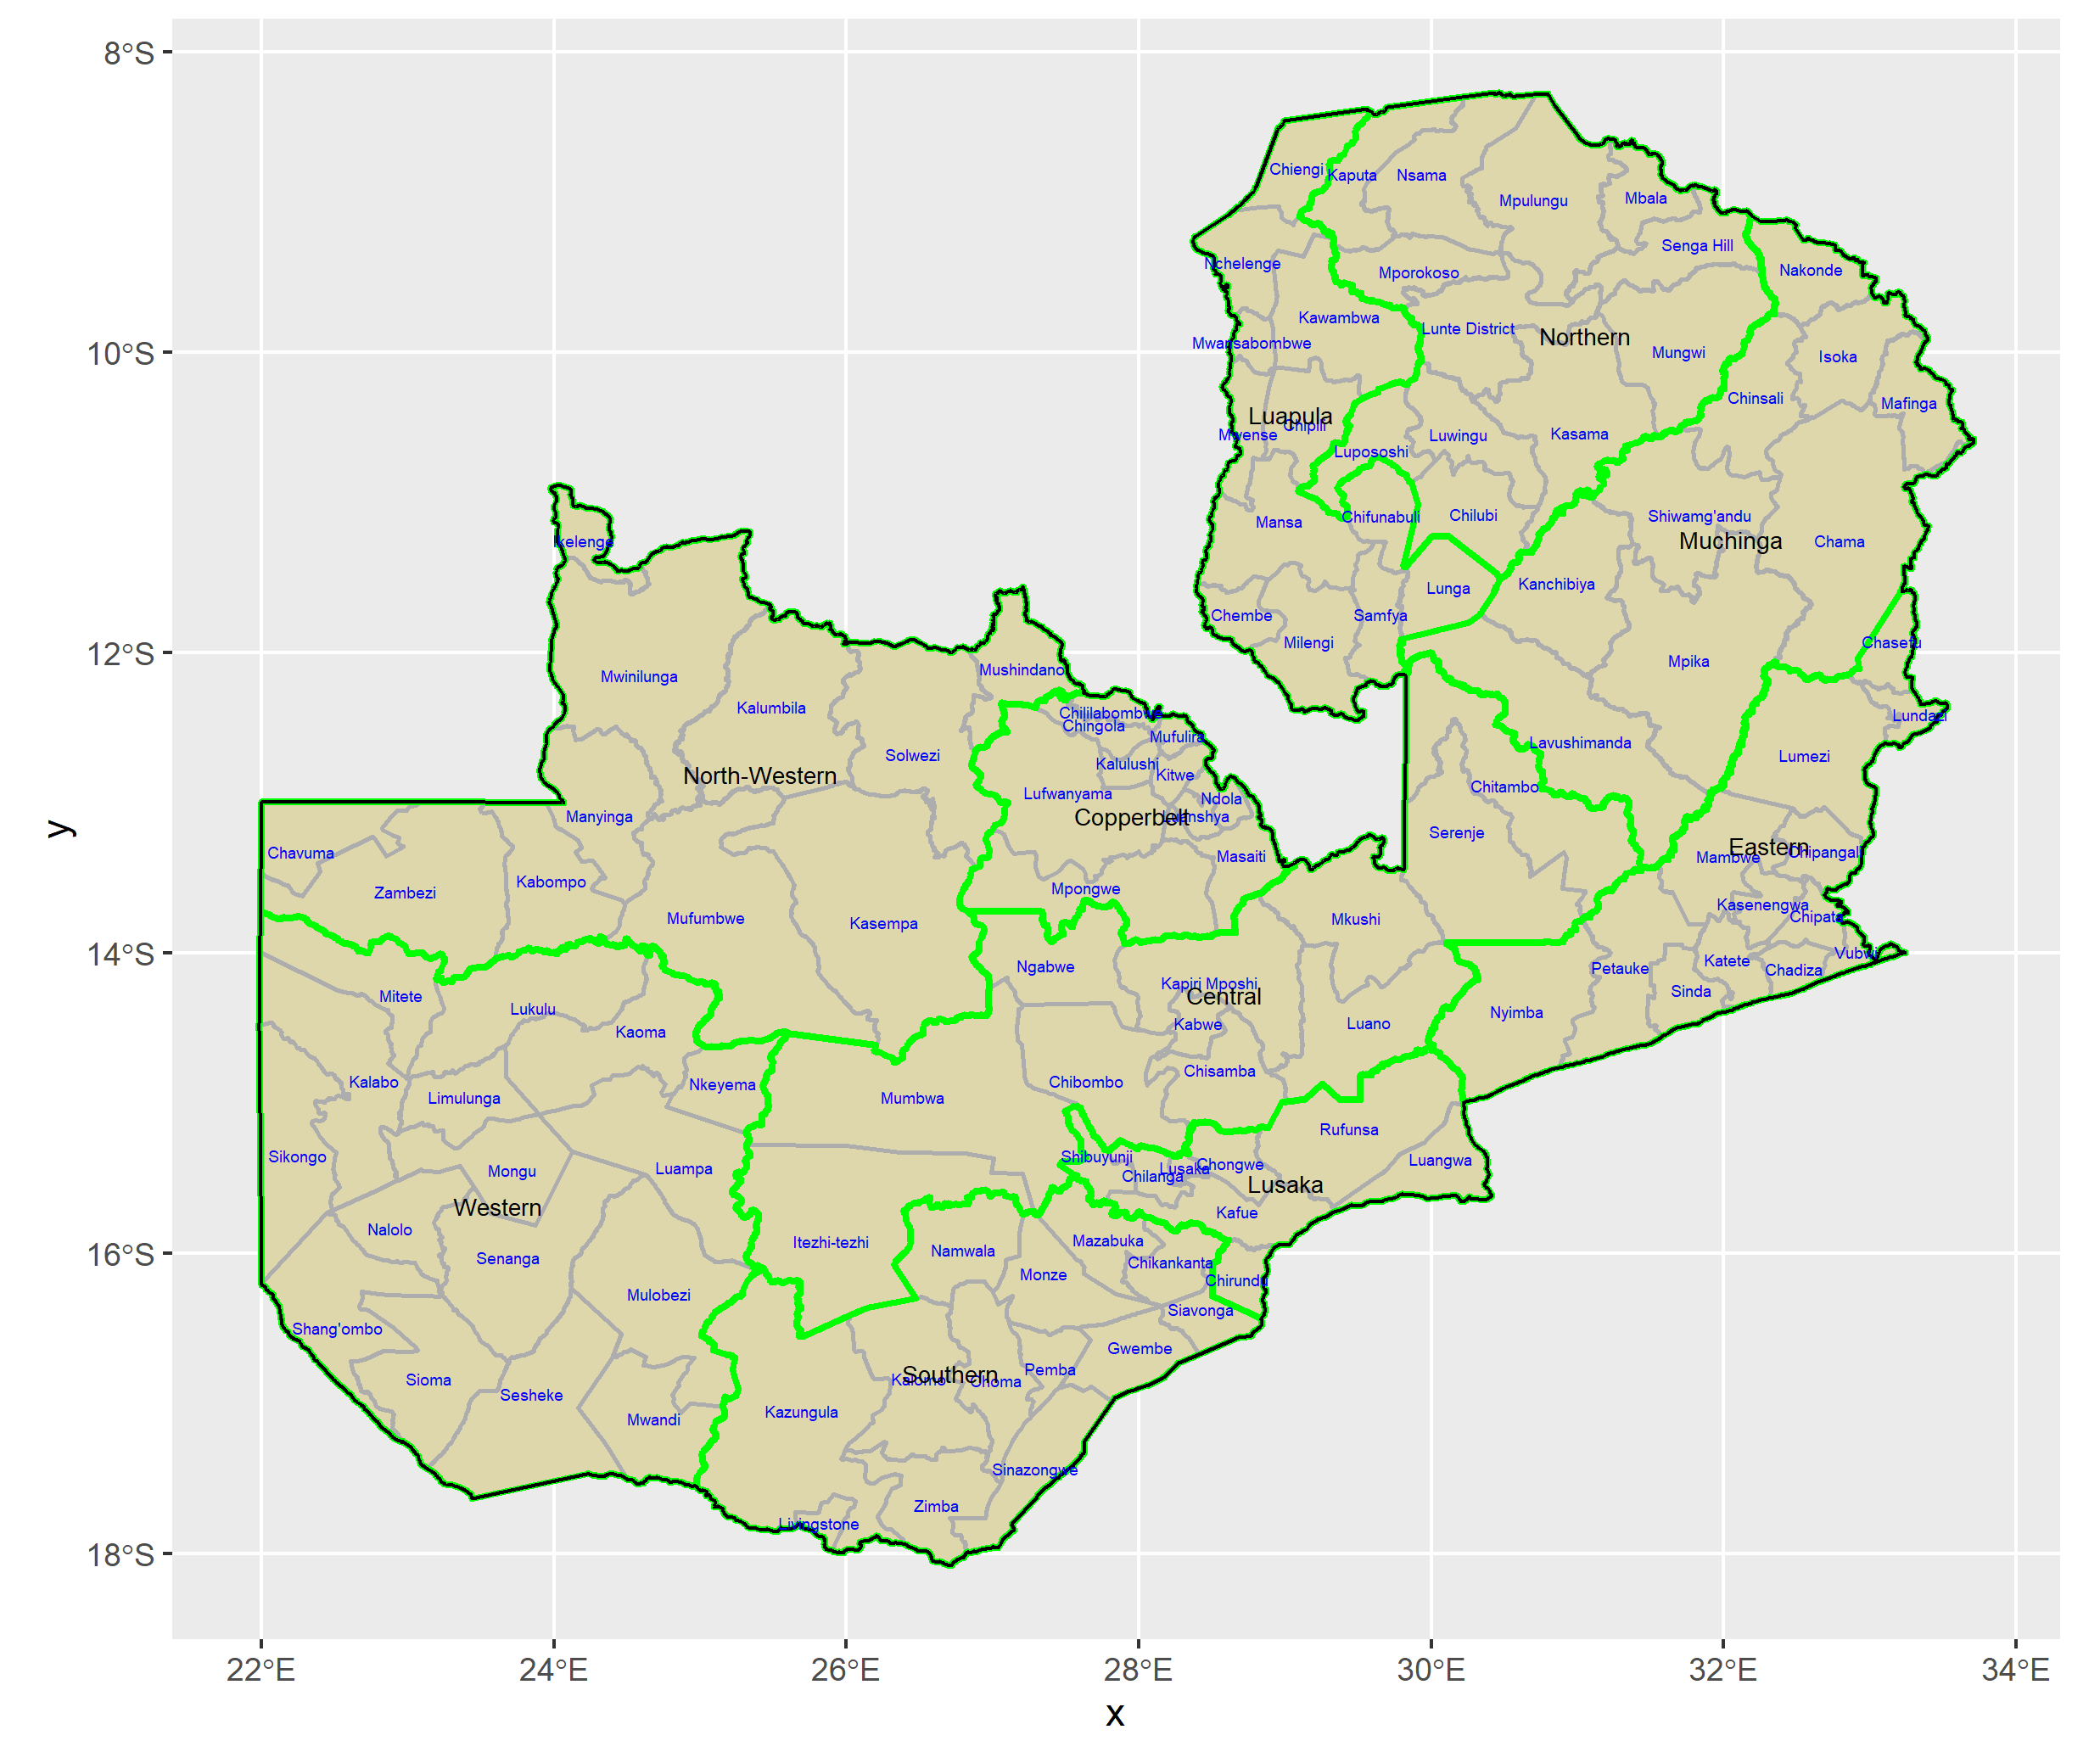 8°S
Chiengi
Kaputa
Nsama
Mbala
Mpulungu
Senga Hill
Nchelenge
Mporokoso
Nakonde
Kawambwa
Lunte District
Northern
Mwansabombwe
10°S
Mungwi
Isoka
Chinsali
Mafinga
Luapula
Chipili
Mwense
Luwingu
Kasama
Lupososhi
Mansa
Chifunabuli
Chilubi
Shiwamg'andu
Muchinga
Chama
Ikelenge
Lunga
Kanchibiya
Chembe
Samfya
Milengi
Chasefu
12°S
Mushindano
Mpika
Mwinilunga
Kalumbila
Chililabombwe
Chingola
Lundazi
Mufulira
Lavushimanda
Solwezi
Lumezi
Kalulushi
North-Western
Kitwe
Chitambo
Lufwanyama
Ndola
Manyinga
Copperbelt
Luanshya
Serenje
Eastern
Chavuma
Masaiti
Mambwe
Chipangali
Kabompo
Zambezi
Mpongwe
Kasenengwa
Mufumbwe
Kasempa
Mkushi
Chipata
14°S
Vubwi
Ngabwe
Petauke
Katete
Chadiza
Kapiri Mposhi
Mitete
Central
Sinda
Lukulu
Nyimba
Kaoma
Kabwe
Luano
Chisamba
Kalabo
Nkeyema
Chibombo
Limulunga
Mumbwa
Rufunsa
Sikongo
Shibuyunji
Luangwa
Mongu
Luampa
Lusaka
Chongwe
Chilanga
Lusaka
Western
Kafue
Nalolo
Itezhi-tezhi
Mazabuka
16°S
Namwala
Senanga
Chikankanta
Monze
Chirundu
Mulobezi
Siavonga
Shang'ombo
Gwembe
Southern
Pemba
Sioma
Kalomo
Choma
Sesheke
Mwandi
Kazungula
Sinazongwe
Zimba
Livingstone
18°S
22°E
24°E
26°E
28°E
30°E
32°E
34°E
x
y